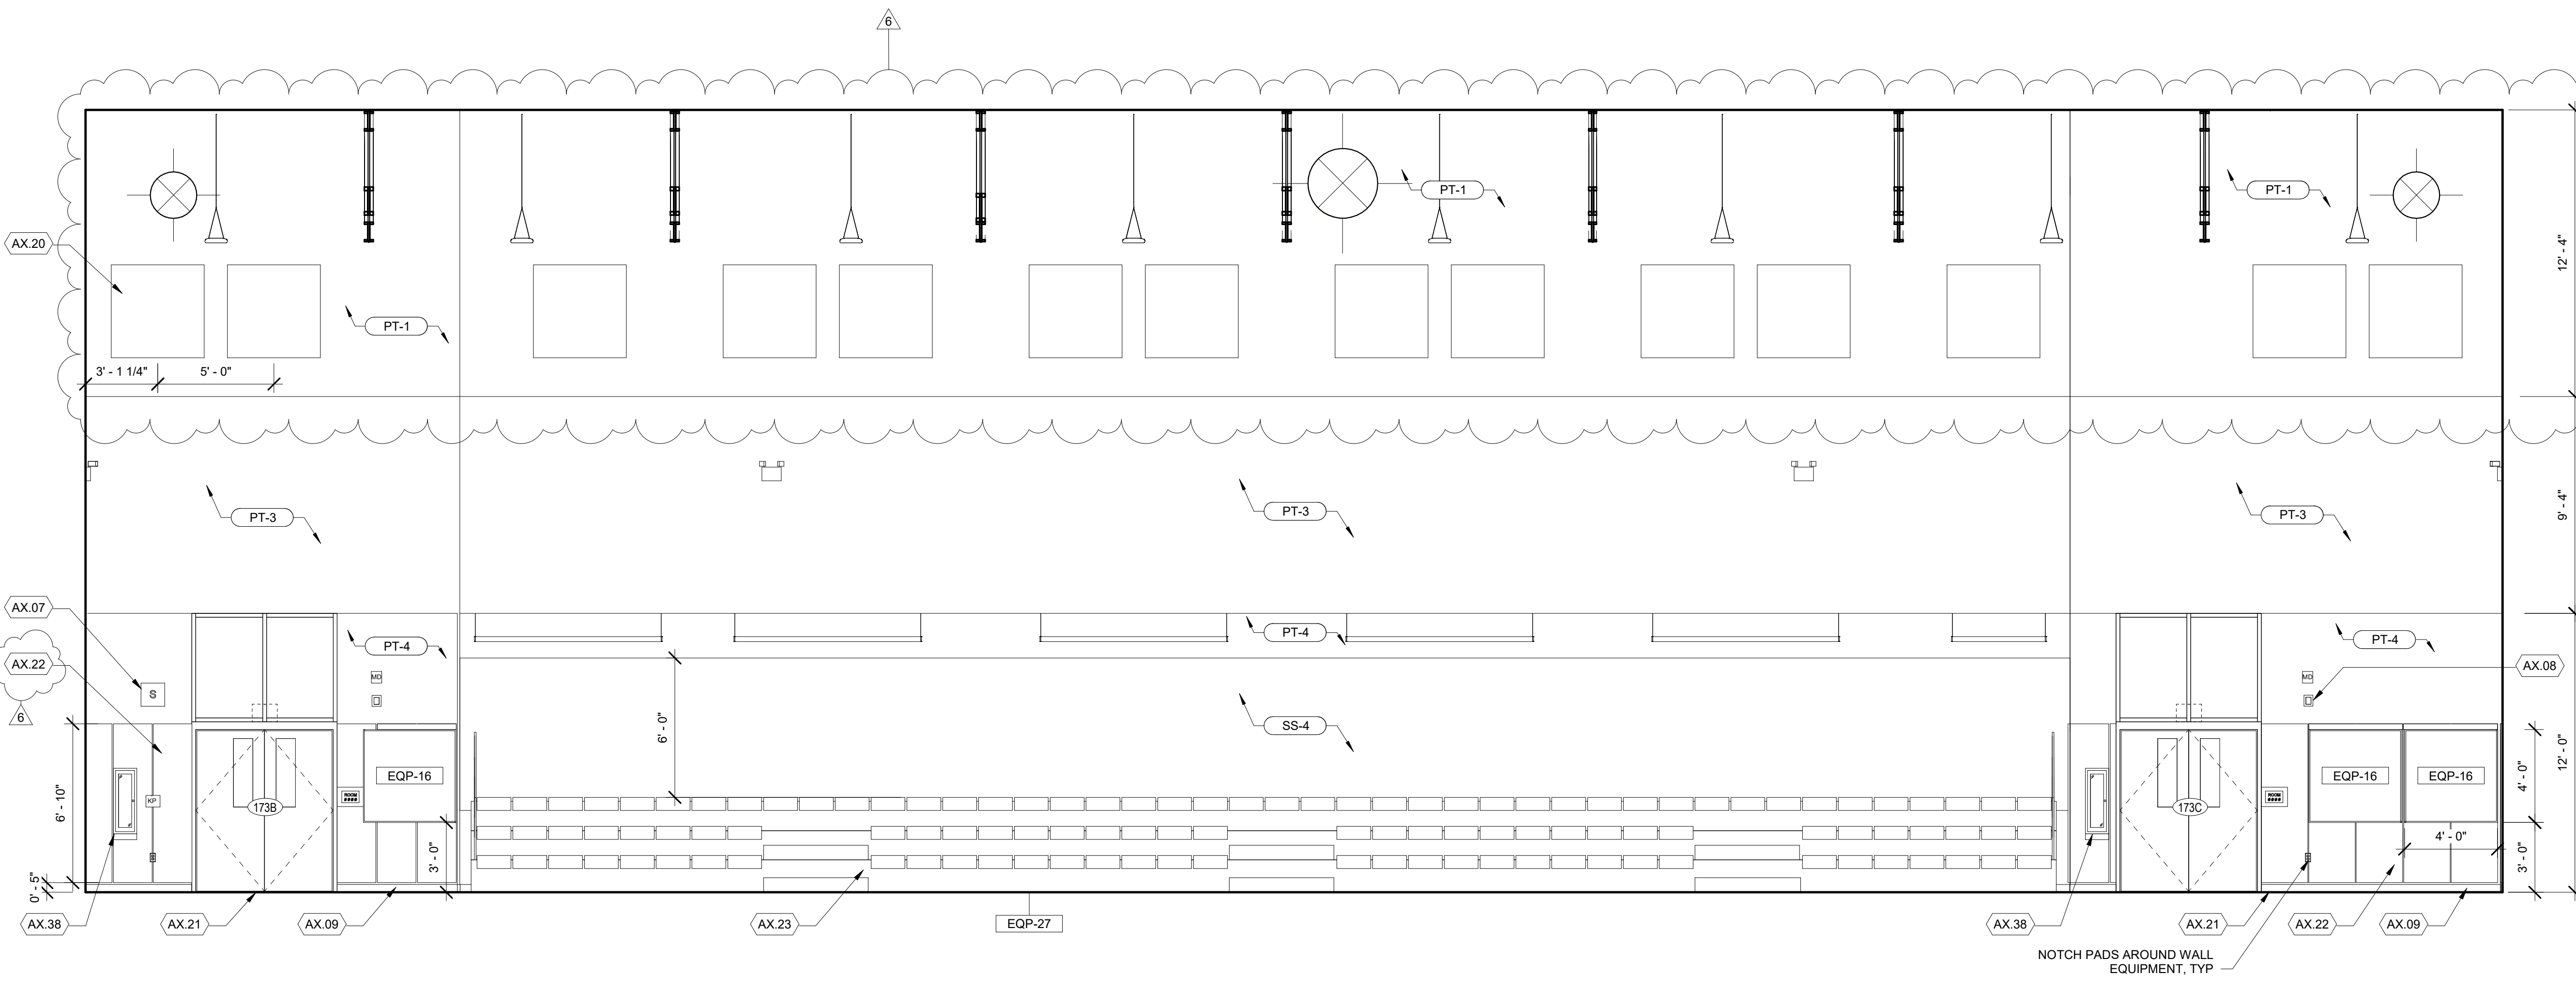 6
PT-1
PT-1
AX.20
12' - 4"
PT-1
3' - 1 1/4"
5' - 0"
PT-3
PT-3
PT-3
9' - 4"
AX.07
AX.22
6
PT-4
PT-4
PT-4
MD
MD
S
AX.08
6' - 0"
SS-4
EQP-16
EQP-16
EQP-16
KP
ROOM
####
ROOM
####
173B
173C
6' - 10"
0' - 5"
3' - 0"
4' - 0"
4' - 0"
3' - 0"
12' - 0"
AX.38
AX.21
AX.09
AX.23
EQP-27
AX.38
AX.21
AX.22
AX.09
NOTCH PADS AROUND WALL
EQUIPMENT, TYP